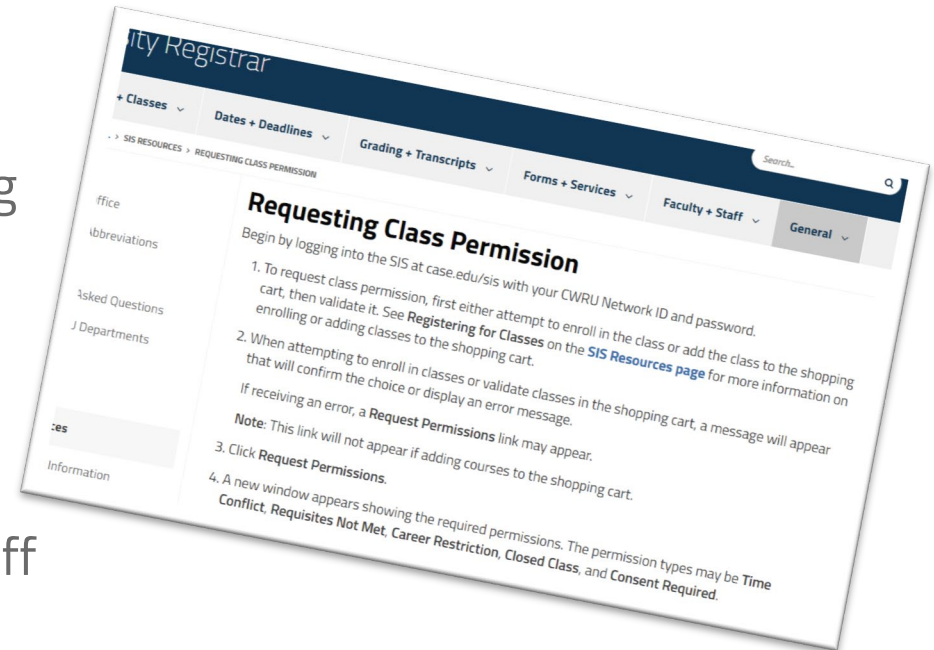 ity Registrar
+ Classes
Dates + Deadlines
Grading + Transcripts
Forms + Services
Faculty + Staff
General
Search...
. > SIS RESOURCES > REQUESTING CLASS PERMISSION
g
ff
ffice
bbreviations
Asked Questions
Departments
ces
Information
Requesting Class Permission
Begin by logging into the SIS at case.edu/sis with your CWRU Network ID and password.
1. To request class permission, first either attempt to enroll in the class or add the class to the shopping
cart, then validate it. See Registering for Classes on the SIS Resources page for more information on
enrolling or adding classes to the shopping cart.
2. When attempting to enroll in classes or validate classes in the shopping cart, a message will appear
that will confirm the choice or display an error message.
If receiving an error, a Request Permissions link may appear.
Note: This link will not appear if adding courses to the shopping cart.
3. Click Request Permissions.
4. A new window appears showing the required permissions. The permission types may be Time
Conflict, Requisites Not Met, Career Restriction, Closed Class, and Consent Required.